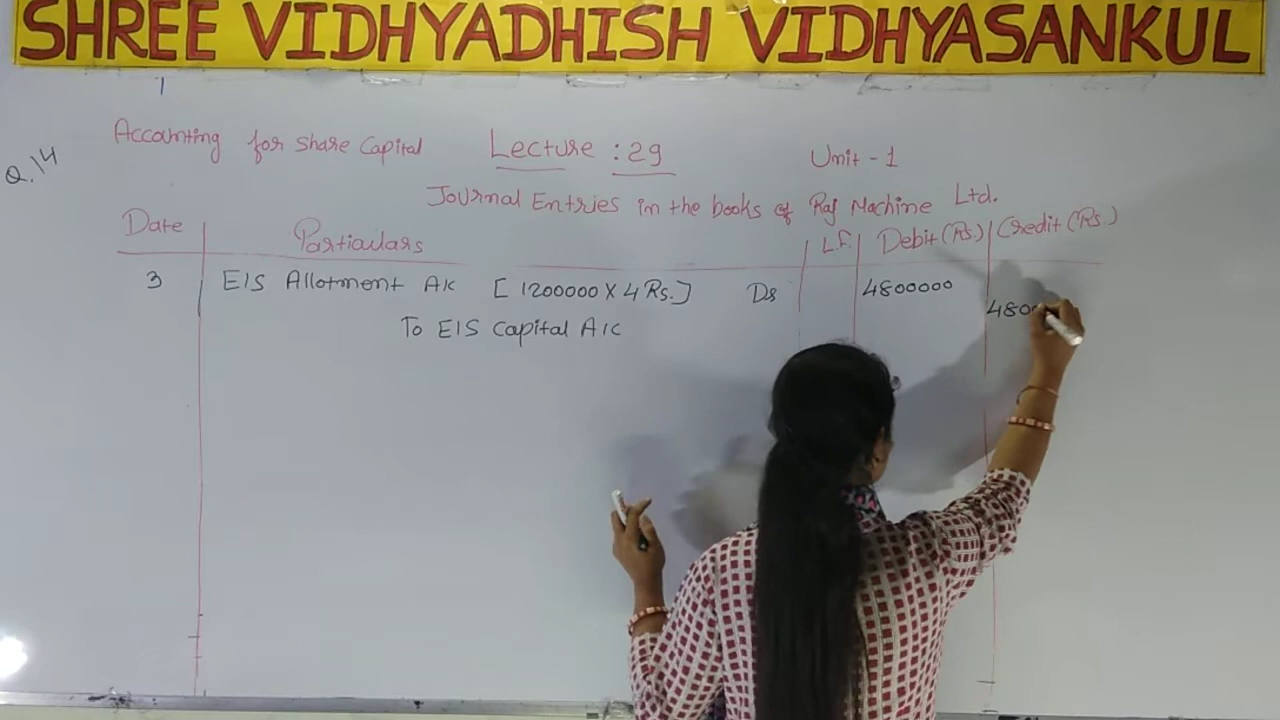 SHREE VIDHYADHISH VIDHYASANKUL
Accounting for share Capital Lecture : 29 Unit - 1
Q.14
Journal Entries in the books of Raj Machine Ltd.
Date Particulars L.F. Debit (Rs.) Credit (Rs.)
3 E/S Allotment A/c [ 1200000 X 4 Rs. ] Dr 4800000
To E/S Capital A/c 480